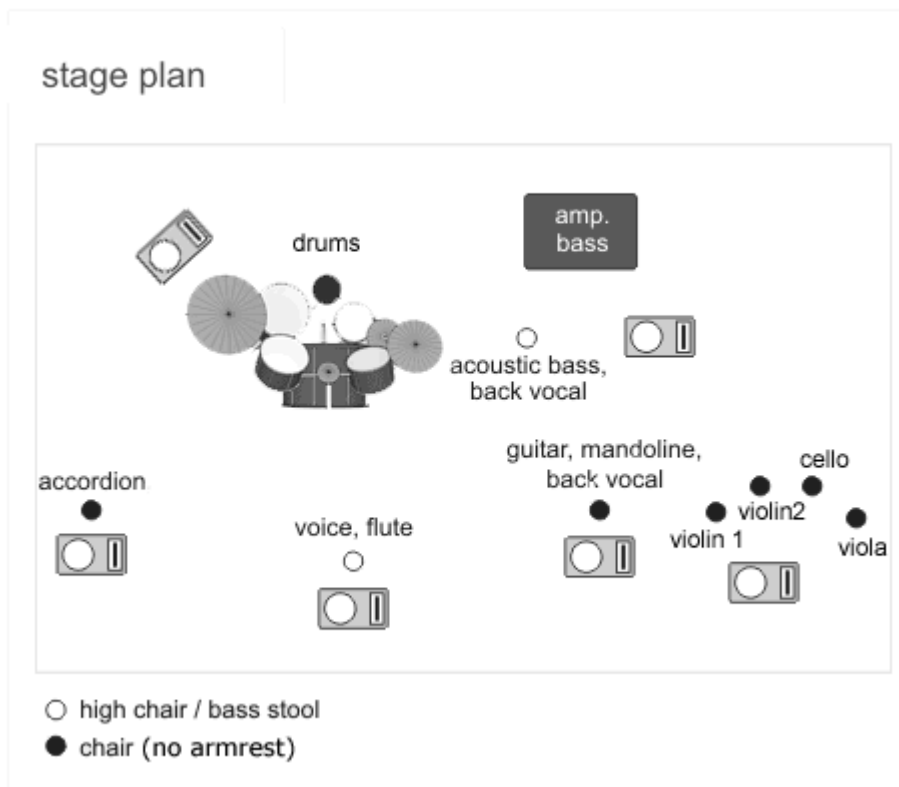 stage plan
amp.
bass
drums
acoustic bass,
back vocal
guitar, mandoline,
back vocal
cello
accordion
violin2
violin 1
viola
voice, flute
high chair / bass stool
chair (no armrest)